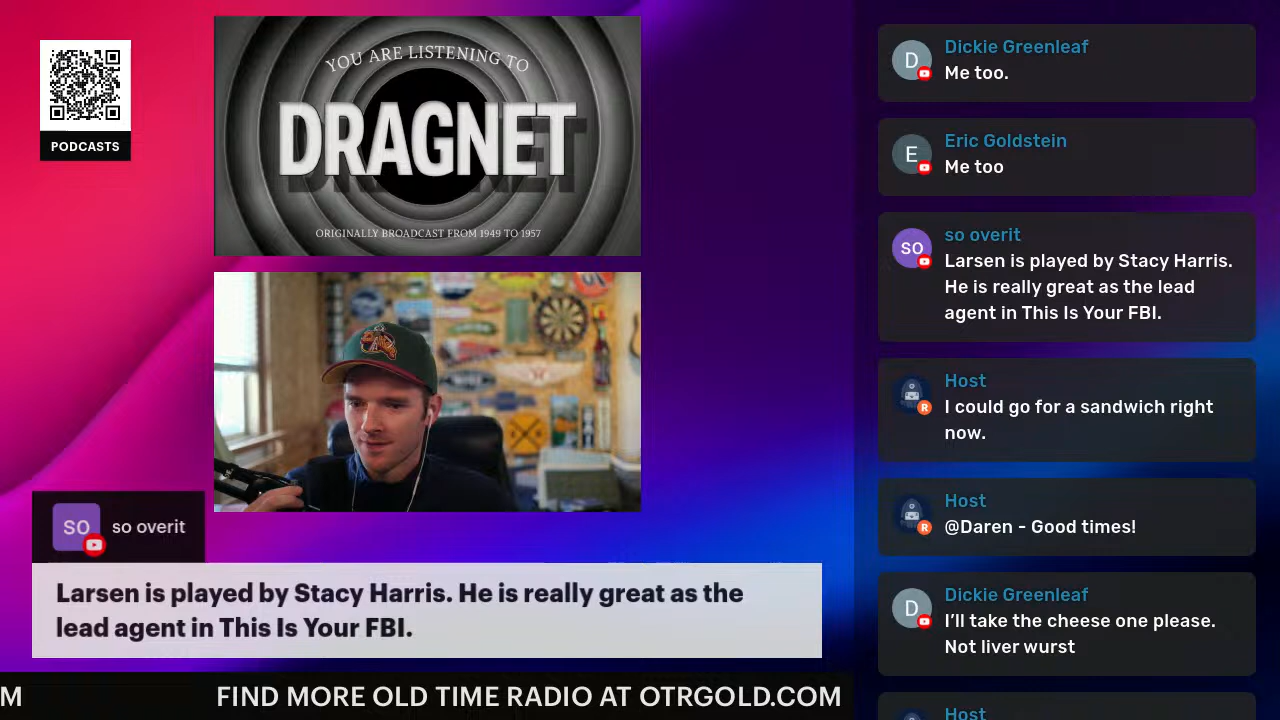 PODCASTS
YOU ARE LISTENING TO
DRAGNET
ORIGINALLY BROADCAST FROM 1949 TO 1957
SO
so overit
Larsen is played by Stacy Harris. He is really great as the
lead agent in This Is Your FBI.
M
FIND MORE OLD TIME RADIO AT OTRGOLD.COM
D
Dickie Greenleaf
Me too.
E
Eric Goldstein
Me too
SO
so overit
Larsen is played by Stacy Harris.
He is really great as the lead
agent in This Is Your FBI.
R
Host
I could go for a sandwich right
now.
R
Host
@Daren - Good times!
D
Dickie Greenleaf
I’ll take the cheese one please.
Not liver wurst
Host